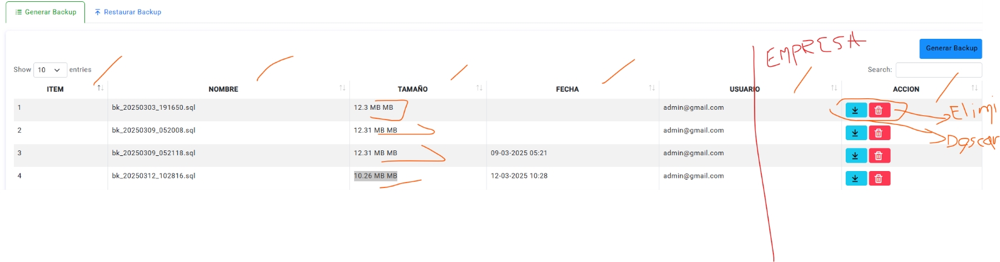 Generar Backup Restaurar Backup
EMPRESA
Generar Backup
Show 10 entries Search:
ITEM NOMBRE TAMAÑO FECHA USUARIO ACCION
1 bk_20250303_191650.sql 12.3 MB MB admin@gmail.com Elimi
2 bk_20250309_052008.sql 12.31 MB MB admin@gmail.com Dascar
3 bk_20250309_052118.sql 12.31 MB MB 09-03-2025 05:21 admin@gmail.com
4 bk_20250312_102816.sql 10.26 MB MB 12-03-2025 10:28 admin@gmail.com